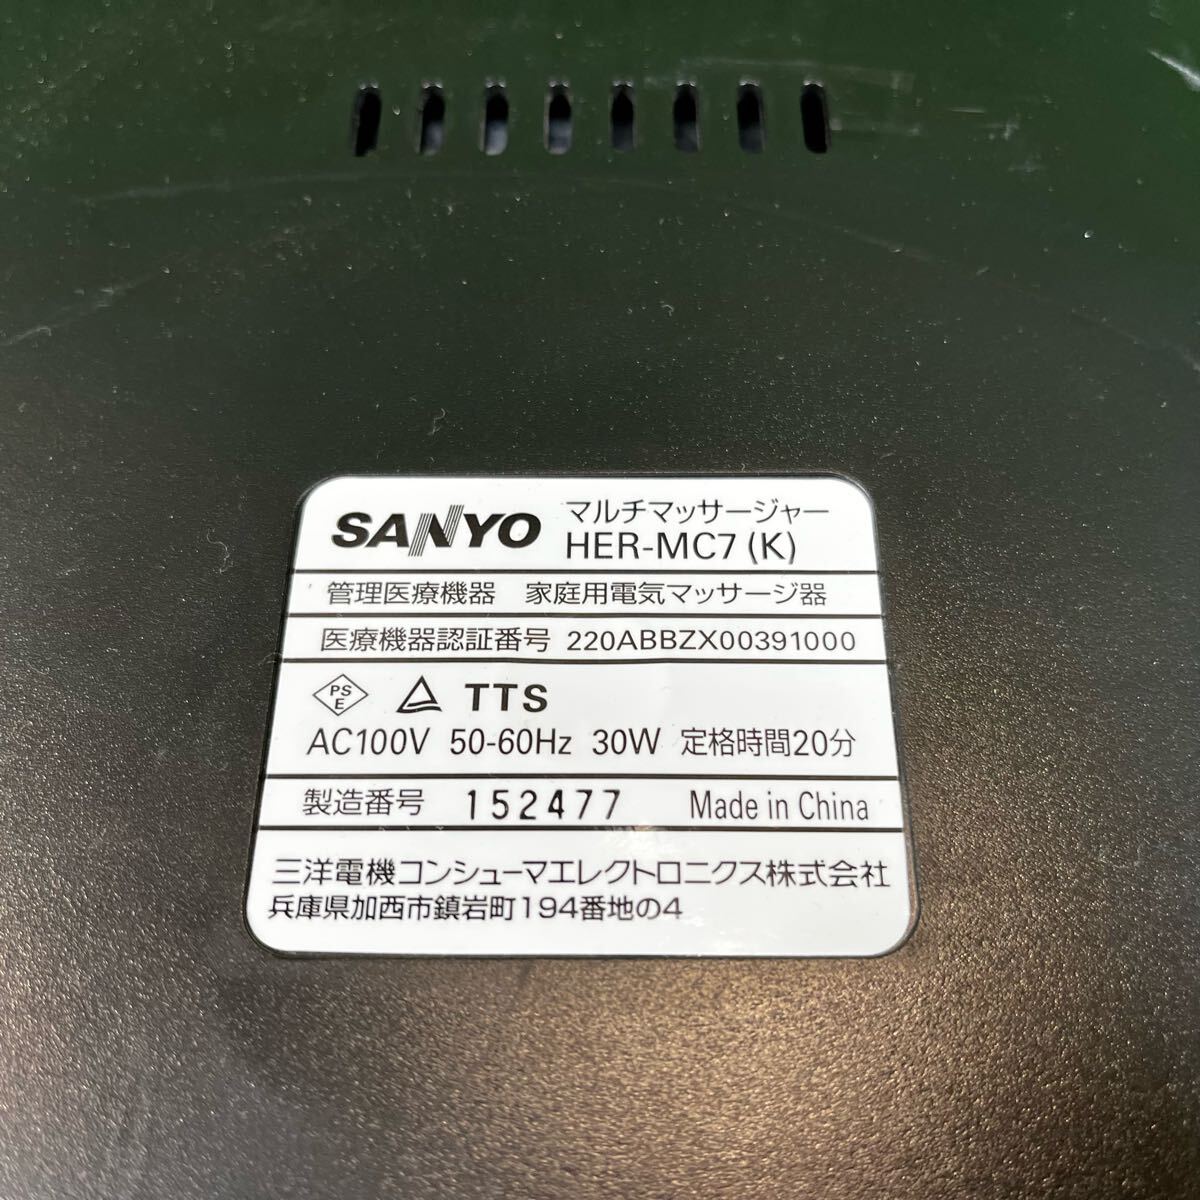 SANYO マルチマッサージャー
HER-MC7 (K)
管理医療機器 家庭用電気マッサージ器
医療機器認証番号 220ABBZX00391000
PSE TTS
AC100V 50-60Hz 30W 定格時間20分
製造番号 152477 Made in China
三洋電機コンシューマエレクトロニクス株式会社
兵庫県加西市鎮岩町194番地の4